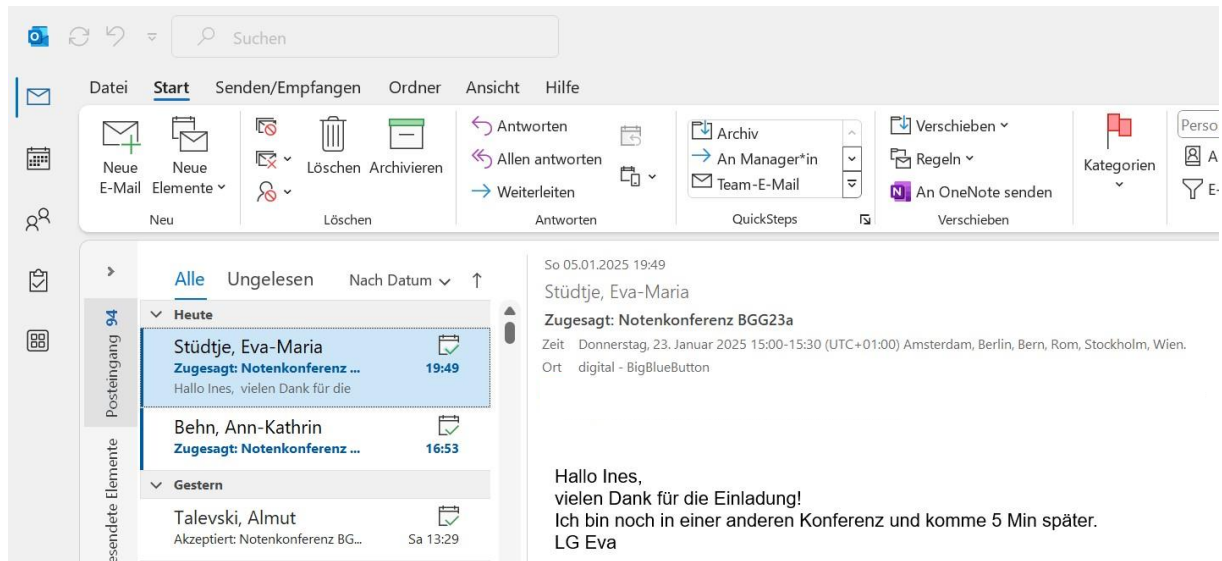 Suchen
Datei Start Senden/Empfangen Ordner Ansicht Hilfe
Neue E-Mail
Neue Elemente
Neu
Löschen
Archivieren
Löschen
Antworten
Allen antworten
Weiterleiten
Antworten
Archiv
An Manager*in
Team-E-Mail
QuickSteps
Verschieben
Regeln
An OneNote senden
Verschieben
Kategorien
Perso
A
E-
Posteingang 94
esendete Elemente
Alle Ungelesen Nach Datum
Heute
Stüdtje, Eva-Maria
Zugesagt: Notenkonferenz ... 19:49
Hallo Ines, vielen Dank für die
Behn, Ann-Kathrin
Zugesagt: Notenkonferenz ... 16:53
Gestern
Talevski, Almut
Akzeptiert: Notenkonferenz BG... Sa 13:29
So 05.01.2025 19:49
Stüdtje, Eva-Maria
Zugesagt: Notenkonferenz BGG23a
Zeit Donnerstag, 23. Januar 2025 15:00-15:30 (UTC+01:00) Amsterdam, Berlin, Bern, Rom, Stockholm, Wien.
Ort digital - BigBlueButton
Hallo Ines,
vielen Dank für die Einladung!
Ich bin noch in einer anderen Konferenz und komme 5 Min später.
LG Eva